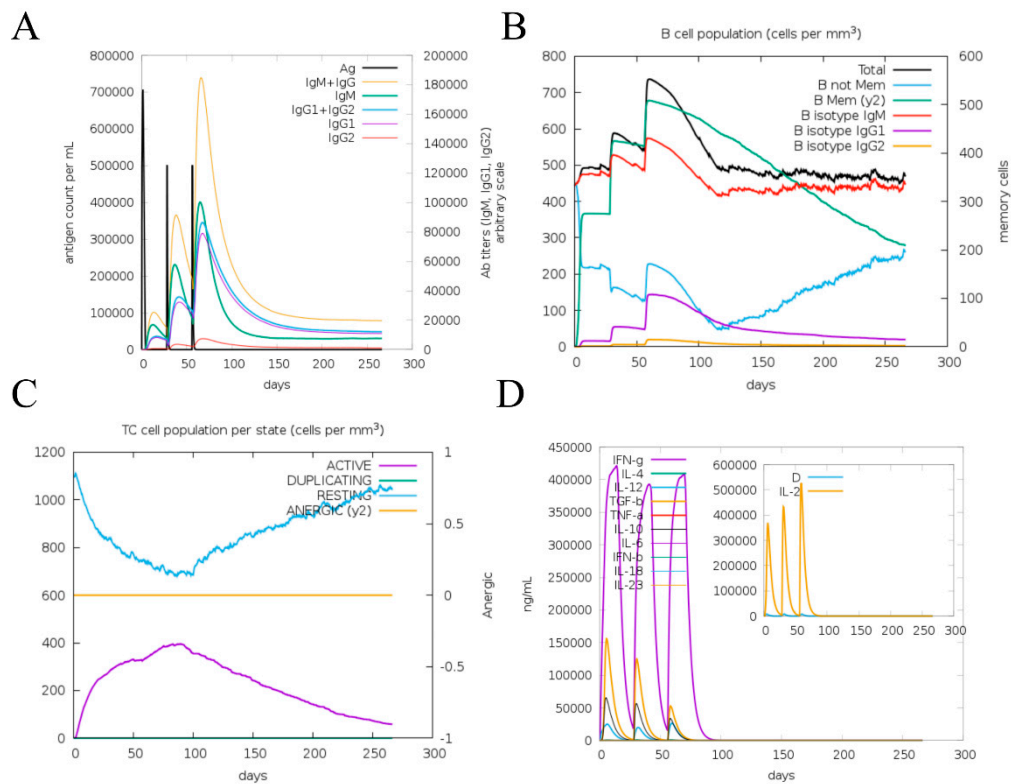 A
Ag
IgM+IgG
IgM
IgG1+IgG2
IgG1
IgG2
800000
700000
600000
500000
400000
300000
200000
100000
0
antigen count per mL
200000
180000
160000
140000
120000
100000
80000
60000
40000
20000
0
Ab titers (IgM, IgG1, IgG2)
arbitrary scale
0 50 100 150 200 250 300
days
B
B cell population (cells per mm³)
Total
B not Mem
B Mem (y2)
B isotype IgM
B isotype IgG1
B isotype IgG2
800
700
600
500
400
300
200
100
0
600
500
400
300
200
100
0
memory cells
0 50 100 150 200 250 300
days
C
TC cell population per state (cells per mm³)
ACTIVE
DUPLICATING
RESTING
ANERGIC (y2)
1200
1000
800
600
400
200
0
1
0.5
0
-0.5
-1
Anergic
0 50 100 150 200 250 300
days
D
IFN-g
IL-4
IL-12
TGF-b
TNF-a
IL-10
IL-6
IFN-b
IL-18
IL-23
450000
400000
350000
300000
250000
200000
150000
100000
50000
0
ng/mL
0 50 100 150 200 250 300
days
D
IL-2
600000
500000
400000
300000
200000
100000
0
0 50 100 150 200 250 300